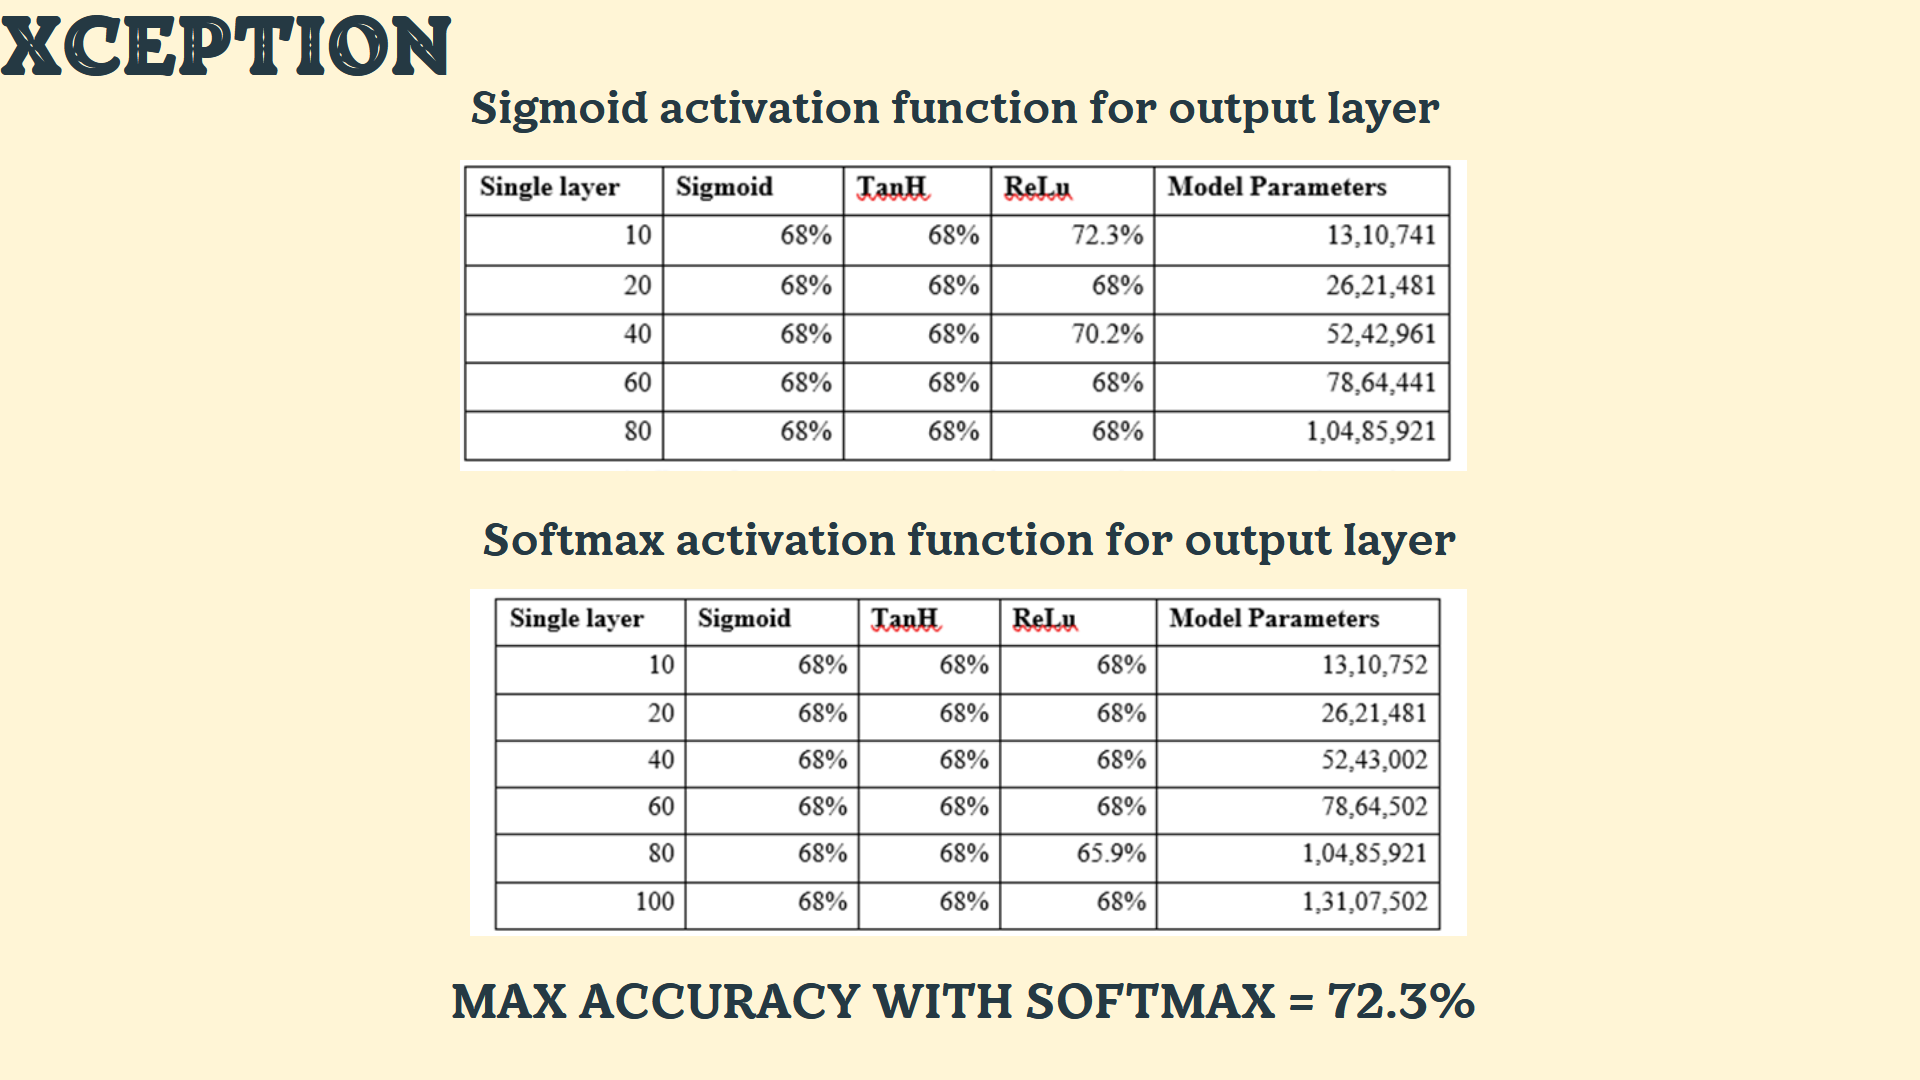 XCEPTION
Sigmoid activation function for output layer
Single layer Sigmoid TanH ReLu Model Parameters
10 68% 68% 72.3% 13,10,741
20 68% 68% 68% 26,21,481
40 68% 68% 70.2% 52,42,961
60 68% 68% 68% 78,64,441
80 68% 68% 68% 1,04,85,921
Softmax activation function for output layer
Single layer Sigmoid TanH ReLu Model Parameters
10 68% 68% 68% 13,10,752
20 68% 68% 68% 26,21,481
40 68% 68% 68% 52,43,002
60 68% 68% 68% 78,64,502
80 68% 68% 65.9% 1,04,85,921
100 68% 68% 68% 1,31,07,502
MAX ACCURACY WITH SOFTMAX = 72.3%